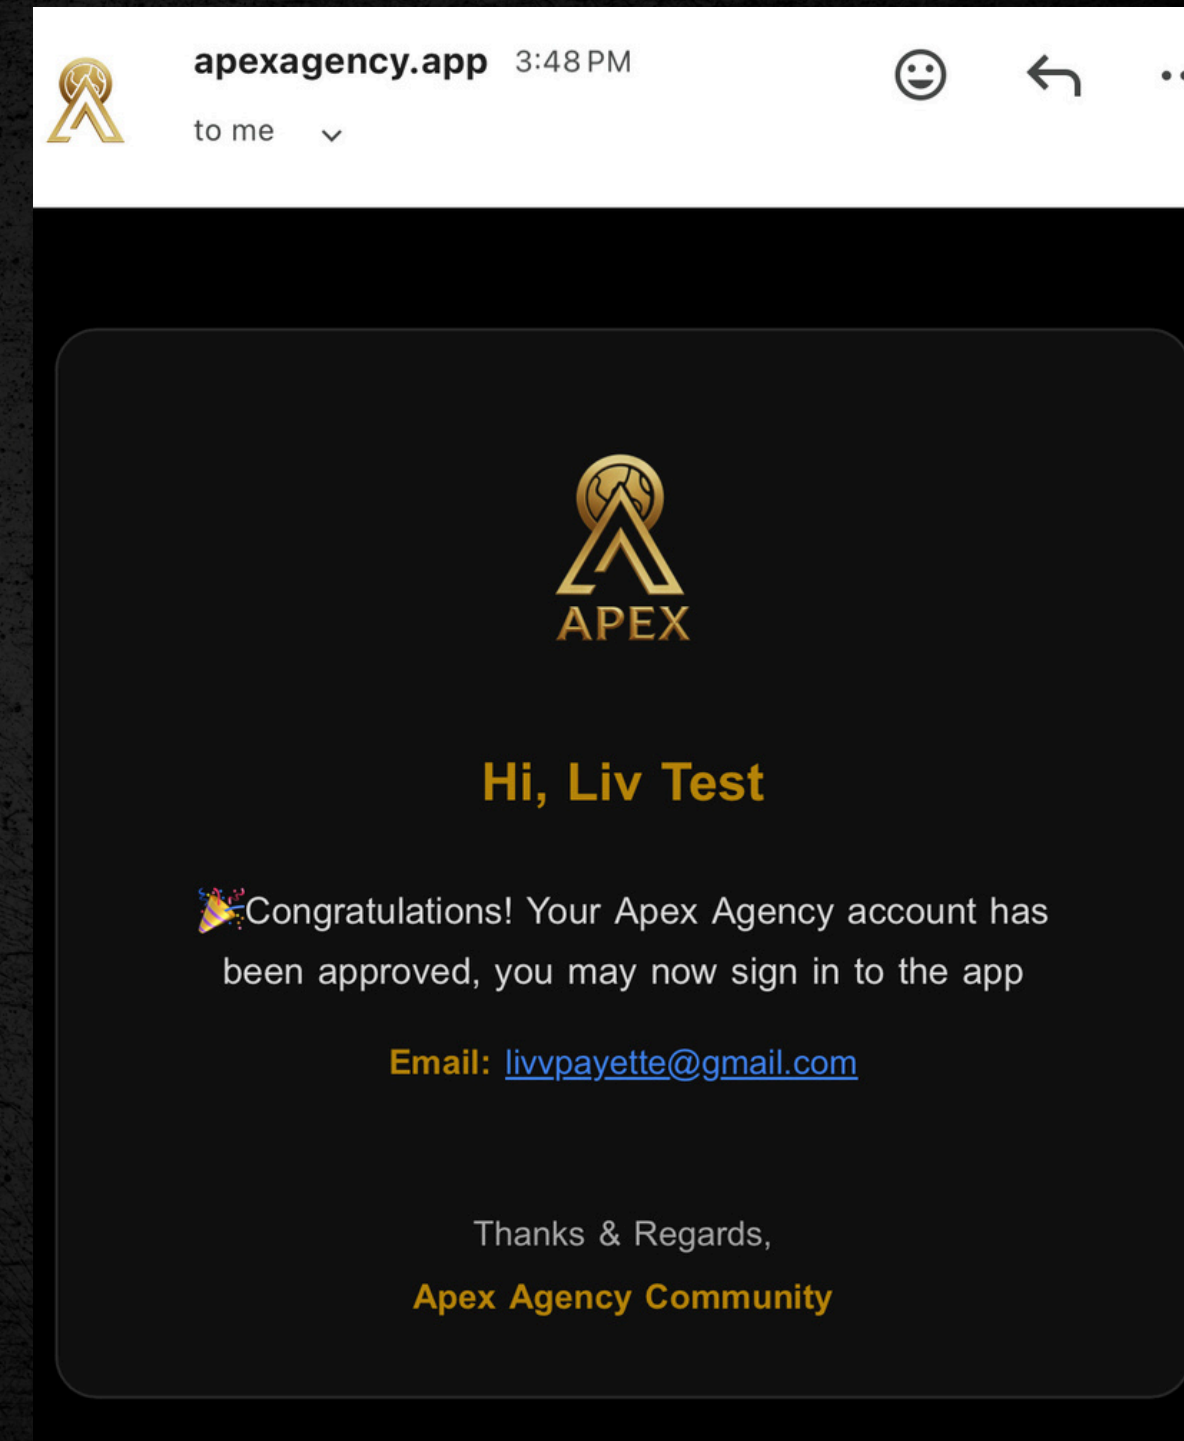 apexagency.app 3:48 PM
to me
APEX
Hi, Liv Test
🎉Congratulations! Your Apex Agency account has
been approved, you may now sign in to the app
Email: livvpayette@gmail.com
Thanks & Regards,
Apex Agency Community